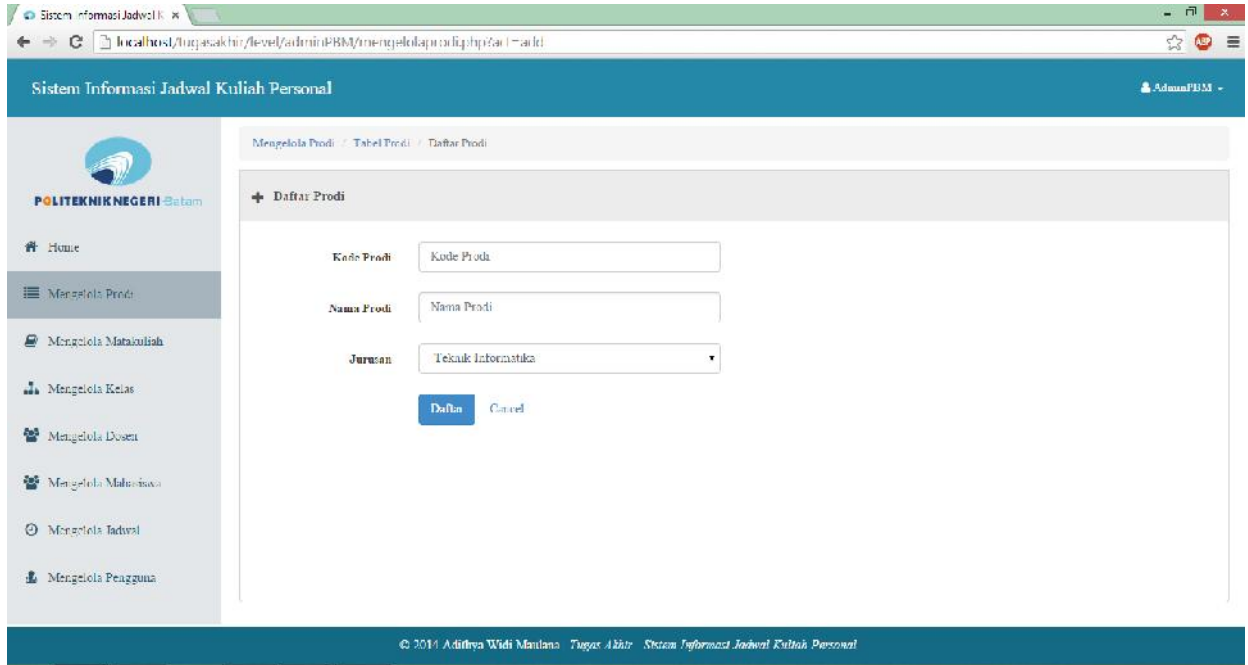 Sistem Informasi Jadwal K
localhost/tugasakhir/level/adminPBM/mengelolaprodi.php?act=add
ABP
Sistem Informasi Jadwal Kuliah Personal
AdminPBM
POLITEKNIK NEGERI Batam
Home
Mengelola Prodi
Mengelola Matakuliah
Mengelola Kelas
Mengelola Dosen
Mengelola Mahasiswa
Mengelola Jadwal
Mengelola Pengguna
Mengelola Prodi / Tabel Prodi / Daftar Prodi
Daftar Prodi
Kode Prodi
Kode Prodi
Nama Prodi
Nama Prodi
Jurusan
Teknik Informatika
Daftar
Cancel
© 2014 Adithya Widi Maulana Tugas Akhir Sistem Informasi Jadwal Kuliah Personal